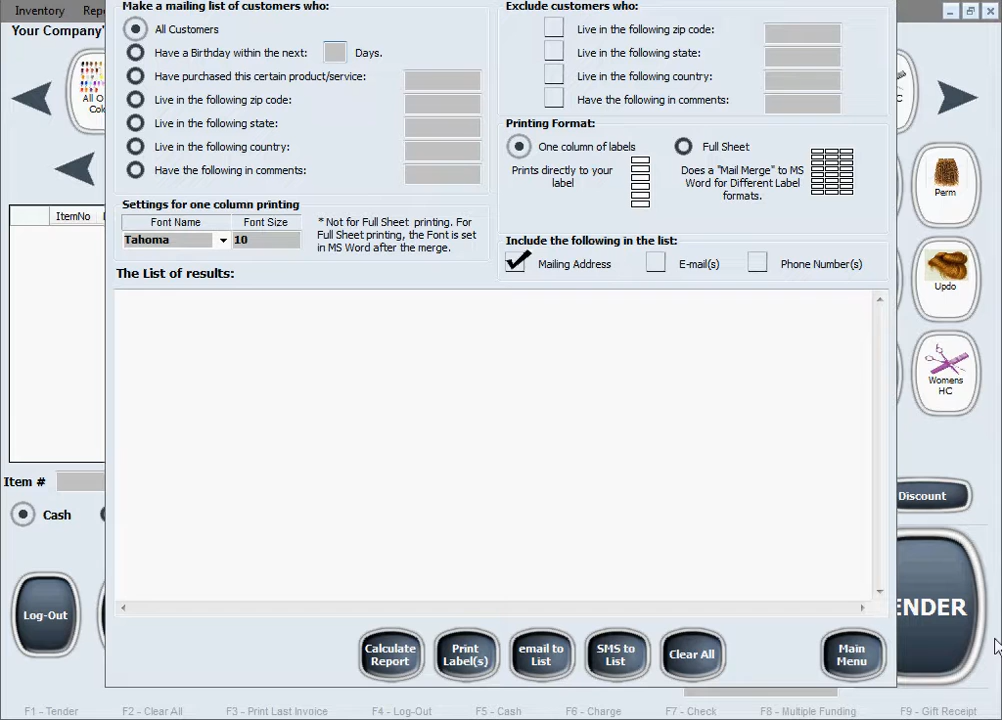 Inventory Repo
Your Company'
Make a mailing list of customers who:
All Customers
Have a Birthday within the next: Days.
Have purchased this certain product/service:
Live in the following zip code:
Live in the following state:
Live in the following country:
Have the following in comments:
Exclude customers who:
Live in the following zip code:
Live in the following state:
Live in the following country:
Have the following in comments:
Printing Format:
One column of labels
Prints directly to your
label
Full Sheet
Does a "Mail Merge" to MS
Word for Different Label
formats.
Settings for one column printing
Font Name Font Size
Tahoma 10
* Not for Full Sheet printing. For
Full Sheet printing, the Font is set
in MS Word after the merge.
Include the following in the list:
Mailing Address E-mail(s) Phone Number(s)
The List of results:
ItemNo
Perm
Updo
Womens
HC
Item #
Cash
Discount
Log-Out
ENDER
Calculate
Report
Print
Label(s)
email to
List
SMS to
List
Clear All
Main
Menu
F1 - Tender F2 - Clear All F3 - Print Last Invoice F4 - Log-Out F5 - Cash F6 - Charge F7 - Check F8 - Multiple Funding F9 - Gift Receipt